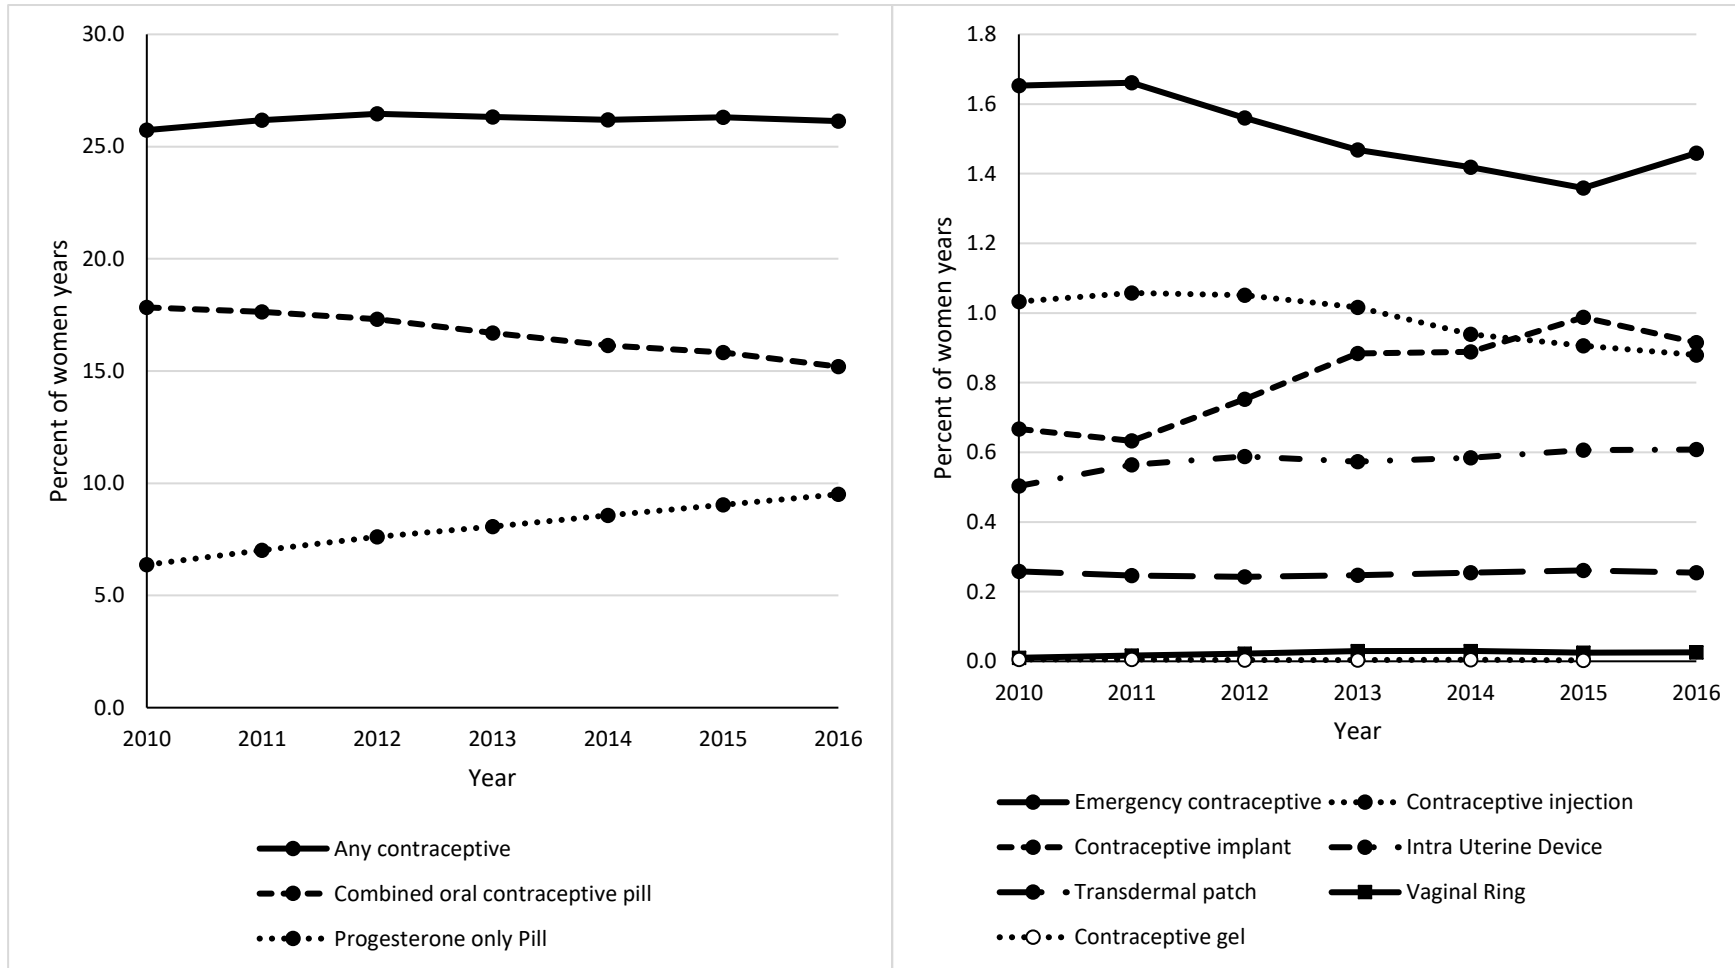 30.0
25.0
20.0
15.0
10.0
5.0
0.0
Percent of women years
2010 2011 2012 2013 2014 2015 2016
Year
Any contraceptive
Combined oral contraceptive pill
Progesterone only Pill
1.8
1.6
1.4
1.2
1.0
0.8
0.6
0.4
0.2
0.0
Percent of women years
2010 2011 2012 2013 2014 2015 2016
Year
Emergency contraceptive Contraceptive injection
Contraceptive implant Intra Uterine Device
Transdermal patch Vaginal Ring
Contraceptive gel